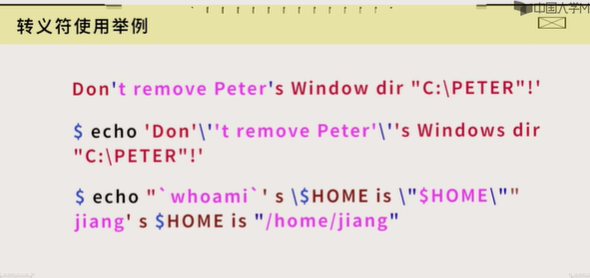 中国大学M
转义符使用举例
Don't remove Peter's Window dir "C:\PETER"!'
$ echo 'Don'\''t remove Peter'\''s Windows dir
"C:\PETER"!'
$ echo "`whoami`' s \$HOME is \"$HOME\""
jiang' s $HOME is "/home/jiang"